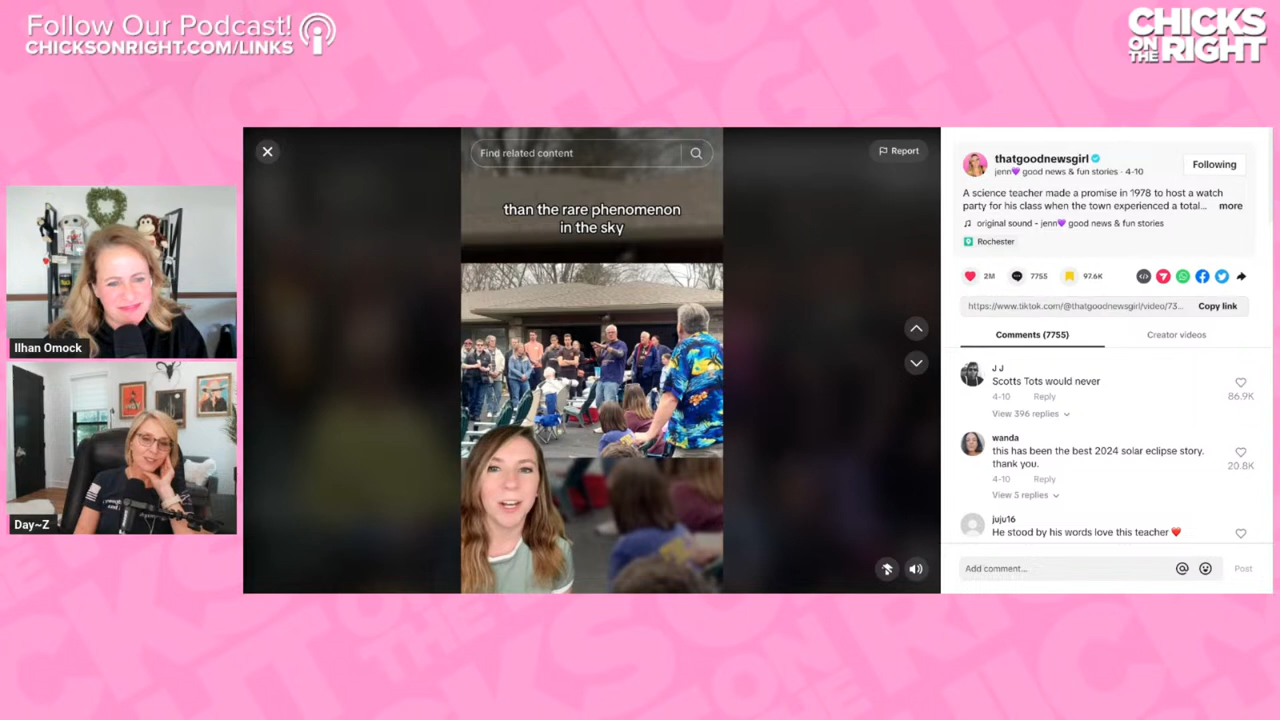 Follow Our Podcast!
CHICKSONRIGHT.COM/LINKS
CHICKS
ON THE RIGHT
Ilhan Omock
Day~Z
Find related content
Report
than the rare phenomenon
in the sky
thatgoodnewsgirl
jenn💜 good news & fun stories · 4-10
Following
A science teacher made a promise in 1978 to host a watch
party for his class when the town experienced a total... more
original sound - jenn💜 good news & fun stories
Rochester
2M
7755
97.6K
https://www.tiktok.com/@thatgoodnewsgirl/video/73...
Copy link
Comments (7755)
Creator videos
J J
Scotts Tots would never
4-10 Reply
86.9K
View 396 replies
wanda
this has been the best 2024 solar eclipse story.
thank you.
20.8K
4-10 Reply
View 5 replies
juju16
He stood by his words love this teacher ❤️
Add comment...
Post